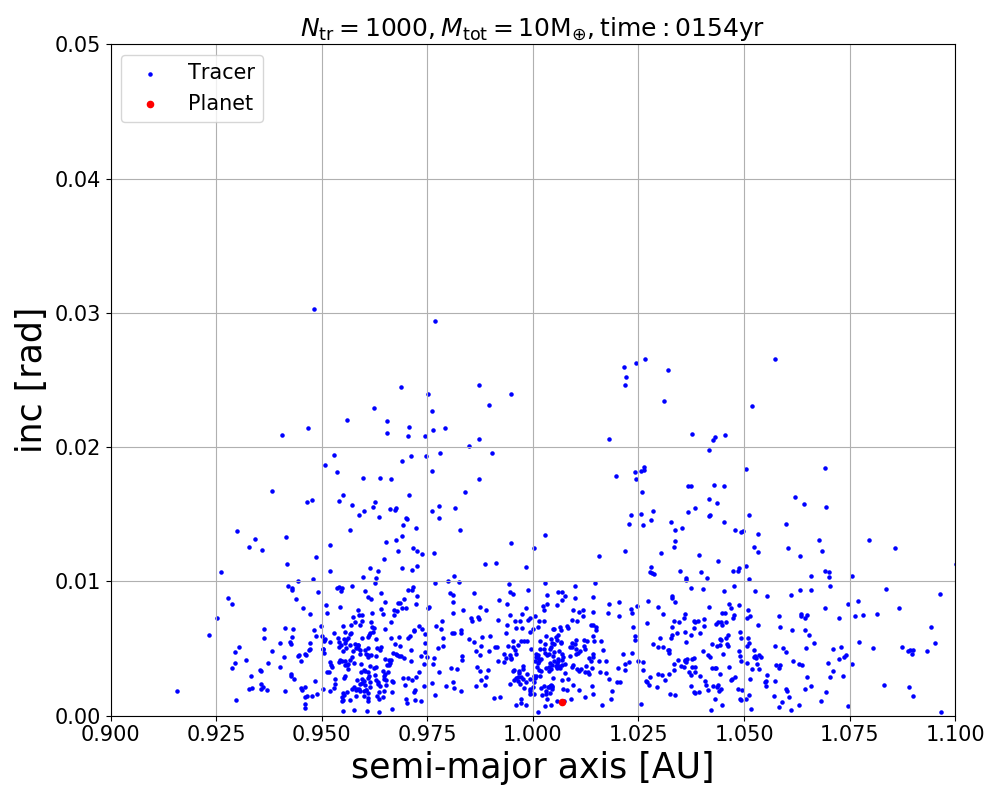 N_tr = 1000, M_tot = 10M_⊕, time : 0154yr
0.05
Tracer
Planet
0.04
0.03
0.02
0.01
0.00
inc [rad]
0.900 0.925 0.950 0.975 1.000 1.025 1.050 1.075 1.100
semi-major axis [AU]